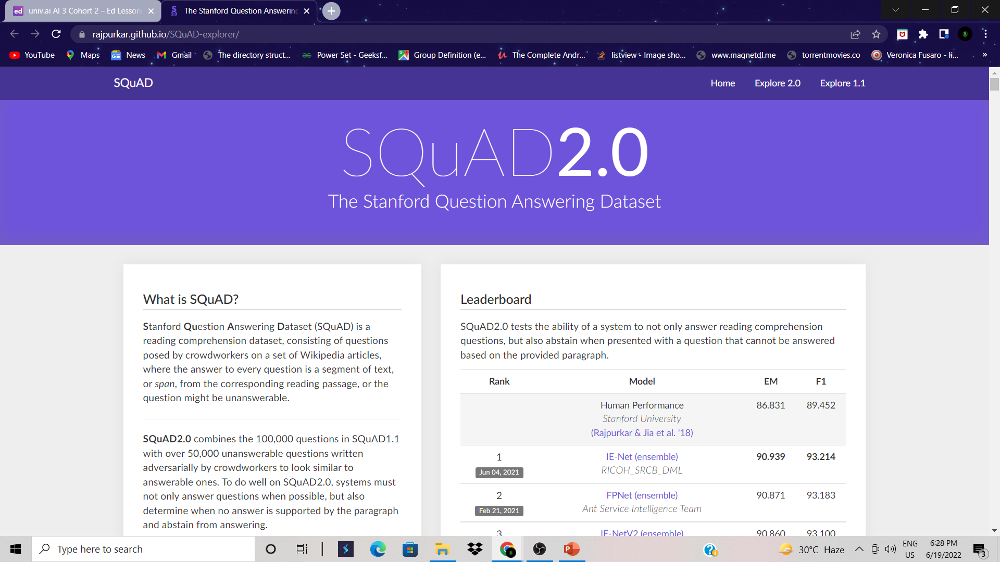 univ.ai AI 3 Cohort 2 – Ed Lesson
The Stanford Question Answering
rajpurkar.github.io/SQuAD-explorer/
YouTube
Maps
News
Gmail
The directory struct...
Power Set - Geeksf...
Group Definition (e...
The Complete Andr...
listview - Image sho...
www.magnetdl.me
torrentmovies.co
Veronica Fusaro - li...
»
SQuAD
Home
Explore 2.0
Explore 1.1
SQuAD2.0
The Stanford Question Answering Dataset
What is SQuAD?
Stanford Question Answering Dataset (SQuAD) is a
reading comprehension dataset, consisting of questions
posed by crowdworkers on a set of Wikipedia articles,
where the answer to every question is a segment of text,
or span, from the corresponding reading passage, or the
question might be unanswerable.
SQuAD2.0 combines the 100,000 questions in SQuAD1.1
with over 50,000 unanswerable questions written
adversarially by crowdworkers to look similar to
answerable ones. To do well on SQuAD2.0, systems must
not only answer questions when possible, but also
determine when no answer is supported by the paragraph
and abstain from answering.
Leaderboard
SQuAD2.0 tests the ability of a system to not only answer reading comprehension
questions, but also abstain when presented with a question that cannot be answered
based on the provided paragraph.
Rank Model EM F1
Human Performance 86.831 89.452
Stanford University
(Rajpurkar & Jia et al. '18)
1 IE-Net (ensemble) 90.939 93.214
Jun 04, 2021 RICOH_SRCB_DML
2 FPNet (ensemble) 90.871 93.183
Feb 21, 2021 Ant Service Intelligence Team
3 IE-NetV2 (ensemble) 90.860 93.100
Type here to search
30°C Haze
ENG
US
6:28 PM
6/19/2022
3